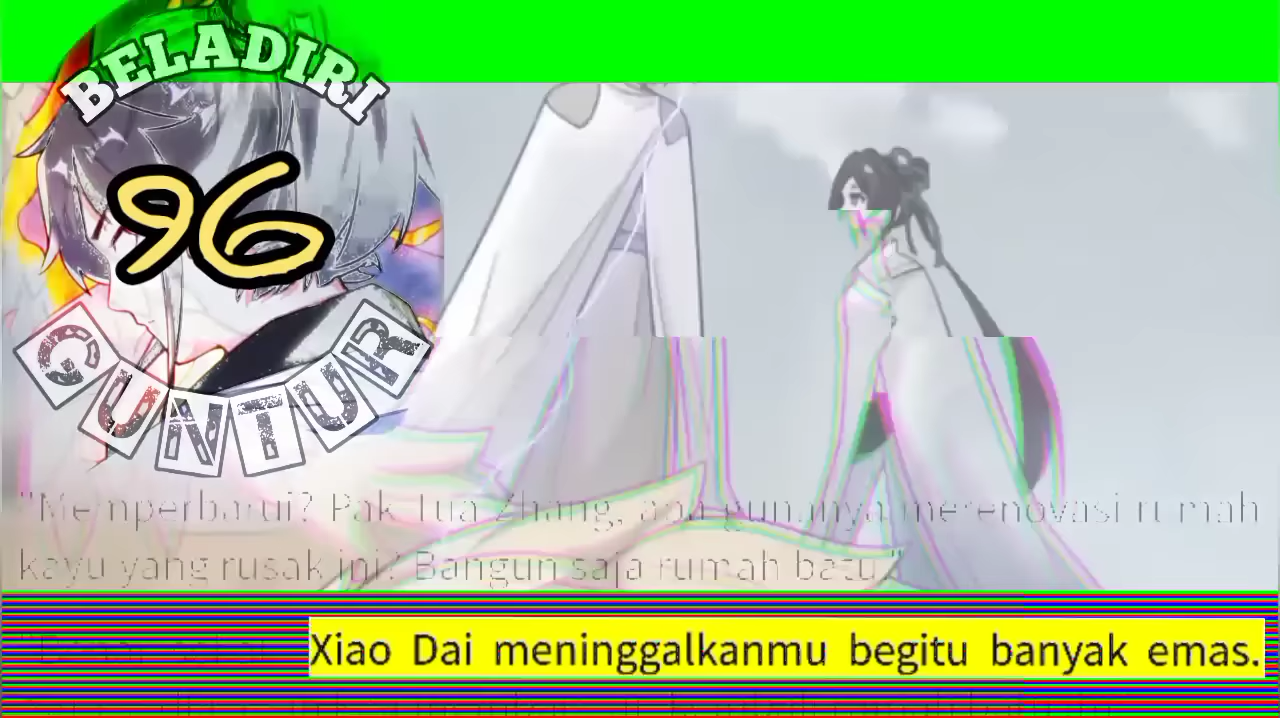 BELADIRI
96
GUNTUR
"Memperbarui? Pak Tua Zhang, apa gunanya merenovasi rumah
kayu yang rusak ini? Bangun saja rumah batu."
Xiao Dai meninggalkanmu begitu banyak emas.